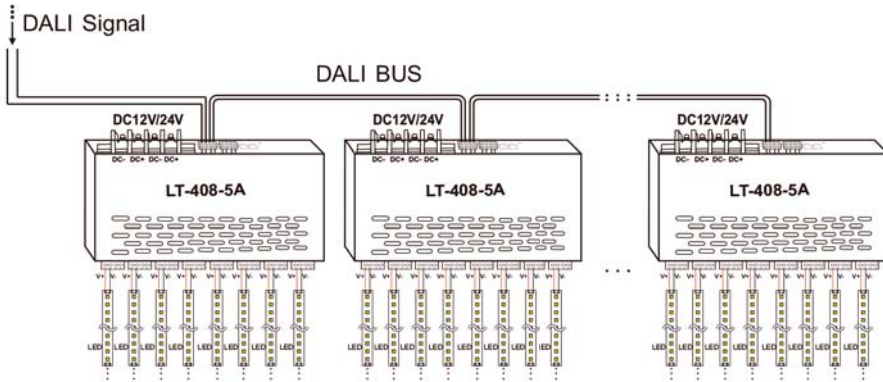 DALI Signal
DALI BUS
DC12V/24V DC12V/24V DC12V/24V
DC- DC+ DC- DC+ DC- DC+ DC- DC+ DC- DC+ DC- DC+
LT-408-5A LT-408-5A LT-408-5A
V+ V- V+ V- V+ V- V+ V- V+ V- V+ V- V+ V- V+ V- V+ V- V+ V- V+ V- V+ V- V+ V- V+ V- V+ V- V+ V- V+ V- V+ V- V+ V- V+ V- V+ V- V+ V- V+ V- V+ V-
LED LED LED LED LED LED LED LED LED LED LED LED LED LED LED LED LED LED LED LED LED LED LED LED